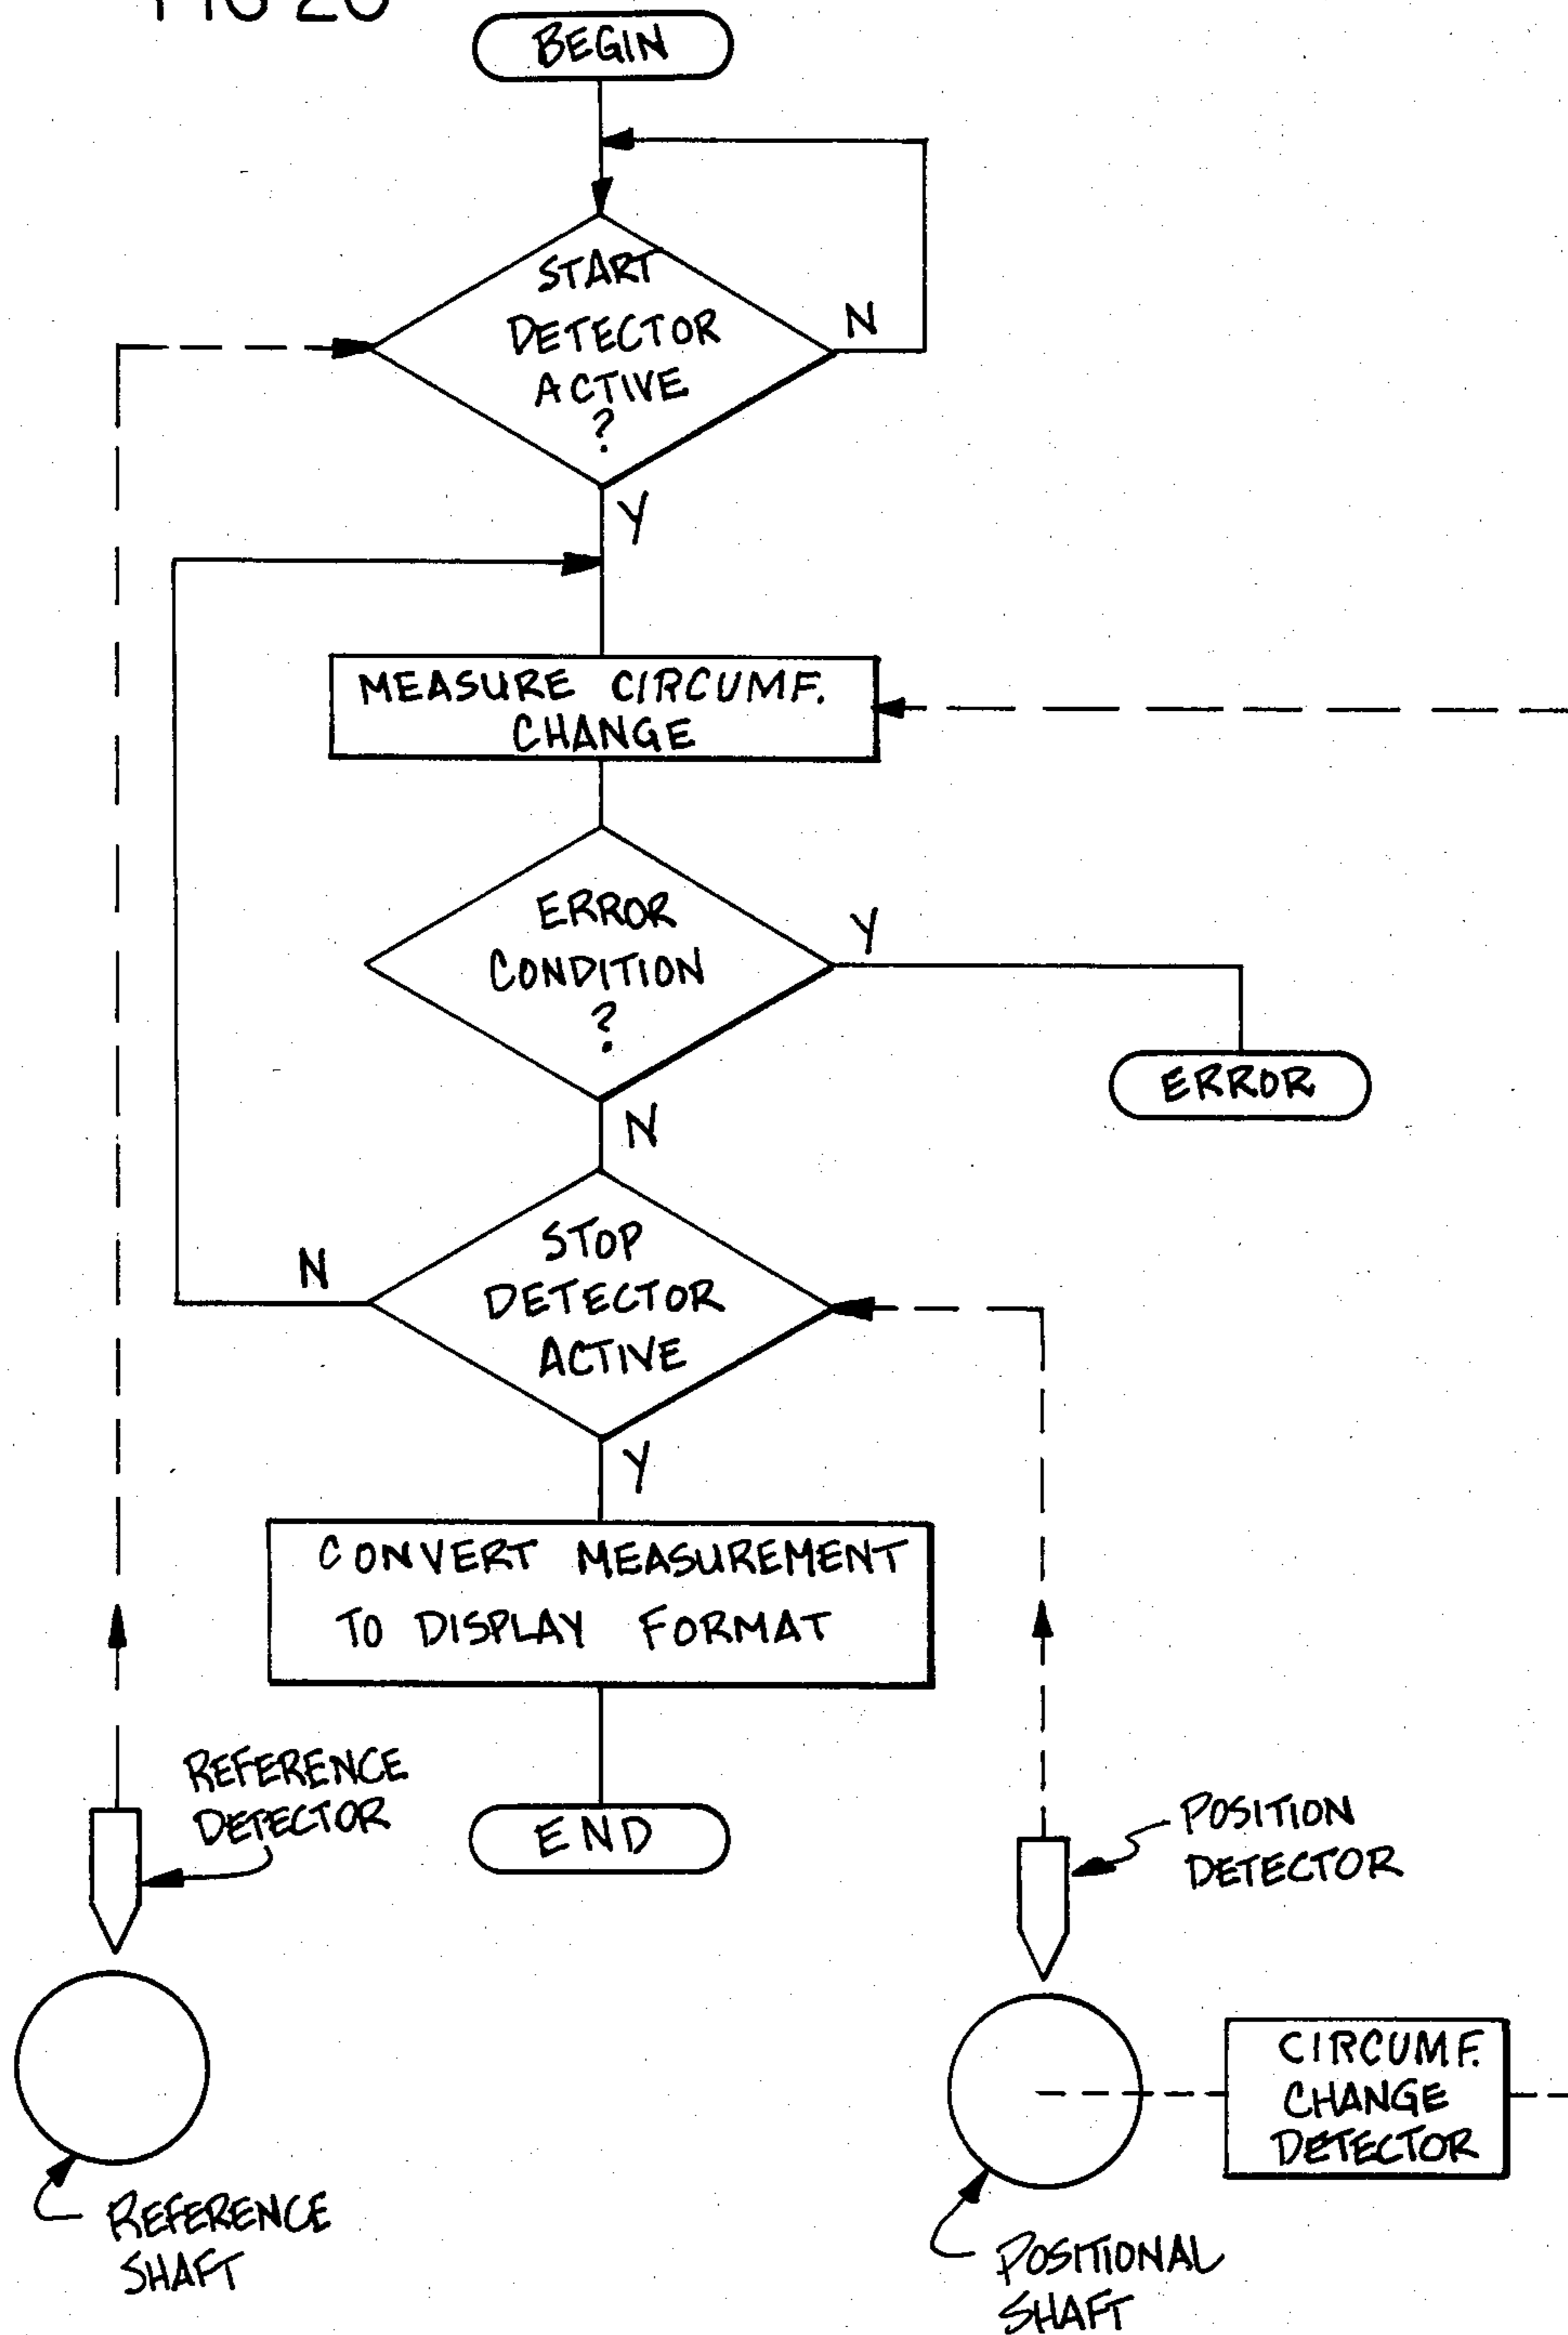 BEGIN
START
DETECTOR
ACTIVE
?
N
Y
MEASURE CIRCUMF.
CHANGE
ERROR
CONDITION
?
Y
ERROR
N
STOP
DETECTOR
ACTIVE
N
Y
CONVERT MEASUREMENT
TO DISPLAY FORMAT
END
REFERENCE
DETECTOR
POSITION
DETECTOR
CIRCUMF.
CHANGE
DETECTOR
REFERENCE
SHAFT
POSITIONAL
SHAFT